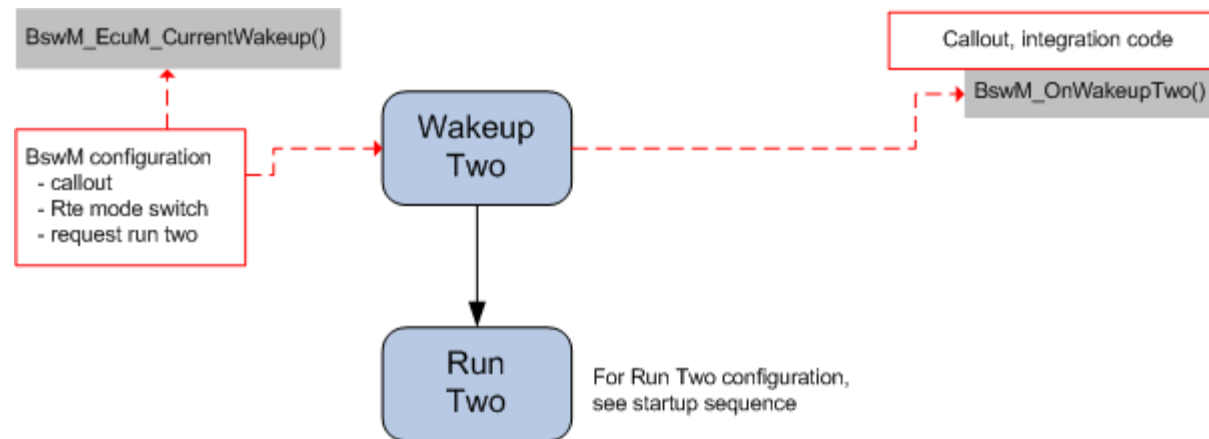 BswM_EcuM_CurrentWakeup()
Callout, integration code
BswM_OnWakeupTwo()
BswM configuration
- callout
- Rte mode switch
- request run two
Wakeup
Two
Run
Two
For Run Two configuration,
see startup sequence